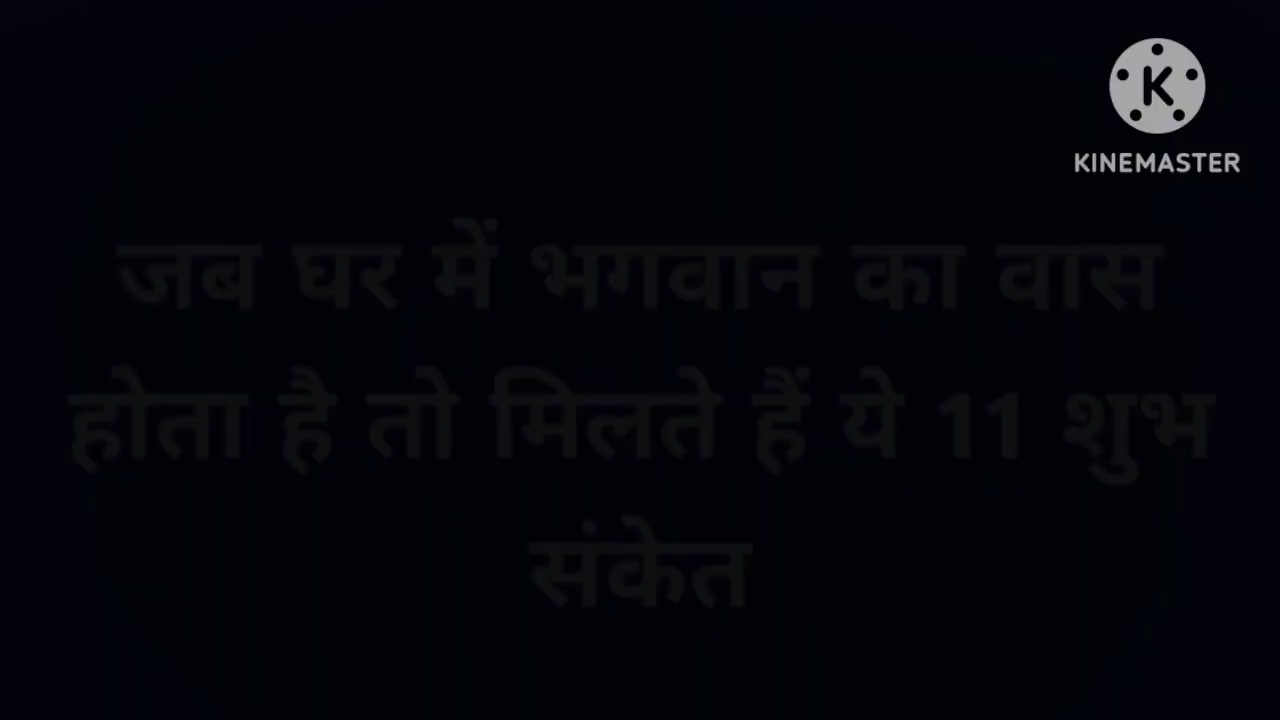 K
KINEMASTER
जब घर में भगवान का वास
होता है तो मिलते हैं ये 11 शुभ
संकेत